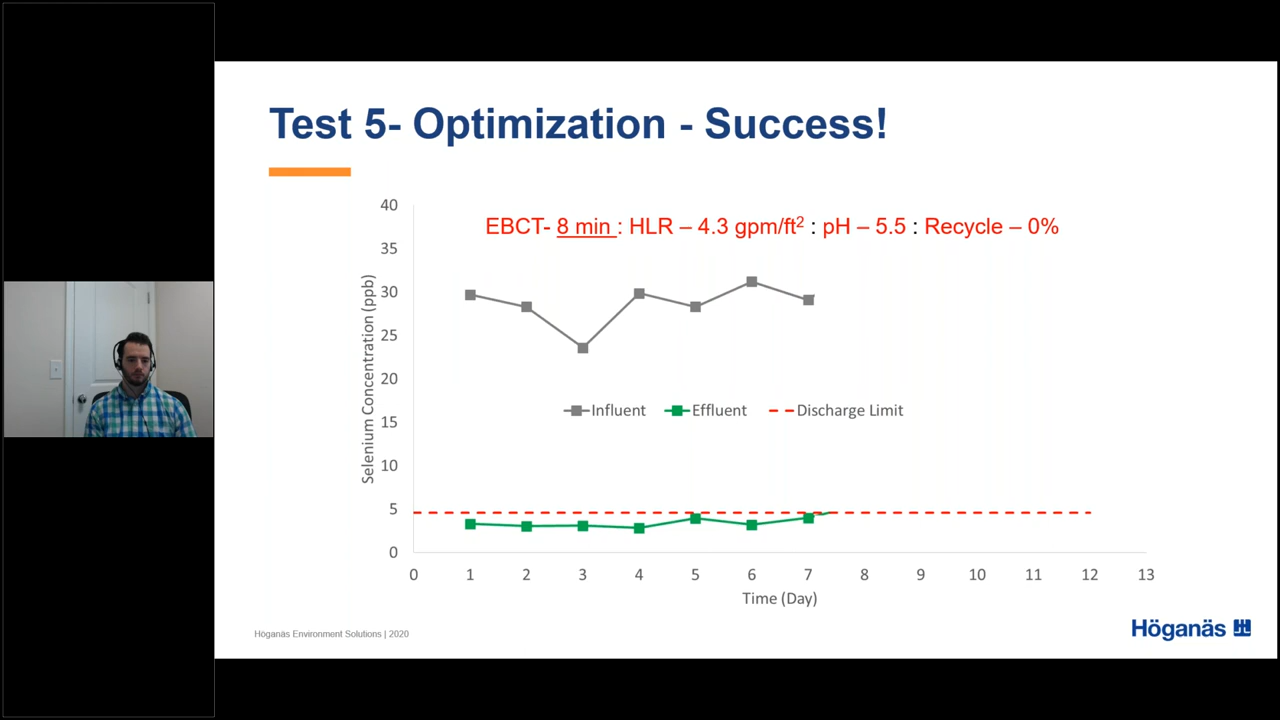 Test 5- Optimization - Success!
EBCT- 8 min : HLR – 4.3 gpm/ft² : pH – 5.5 : Recycle – 0%
40
35
30
25
20
15
10
5
0
Selenium Concentration (ppb)
Influent Effluent Discharge Limit
0 1 2 3 4 5 6 7 8 9 10 11 12 13
Time (Day)
Höganäs Environment Solutions | 2020
Höganäs